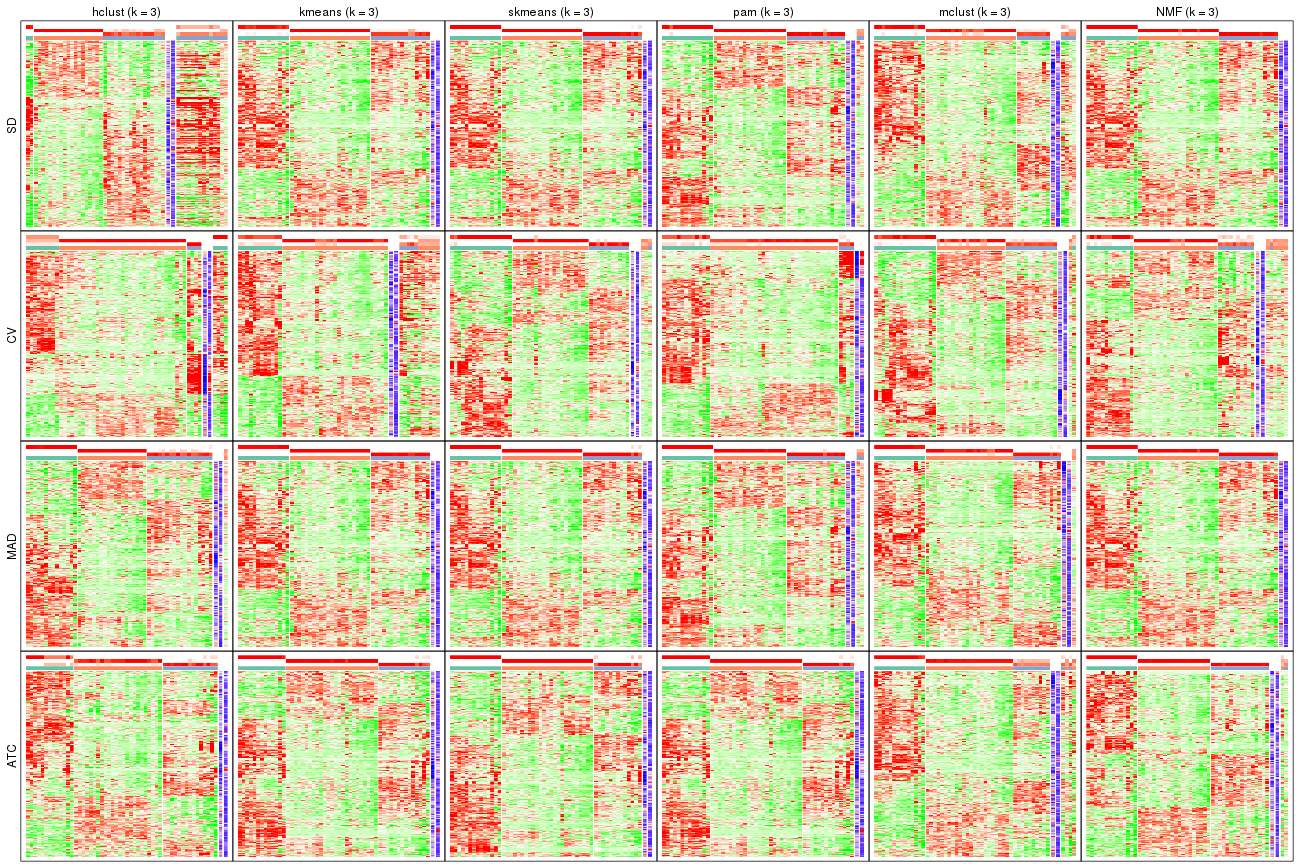 hclust (k = 3) kmeans (k = 3) skmeans (k = 3) pam (k = 3) mclust (k = 3) NMF (k = 3)
SD
CV
MAD
ATC